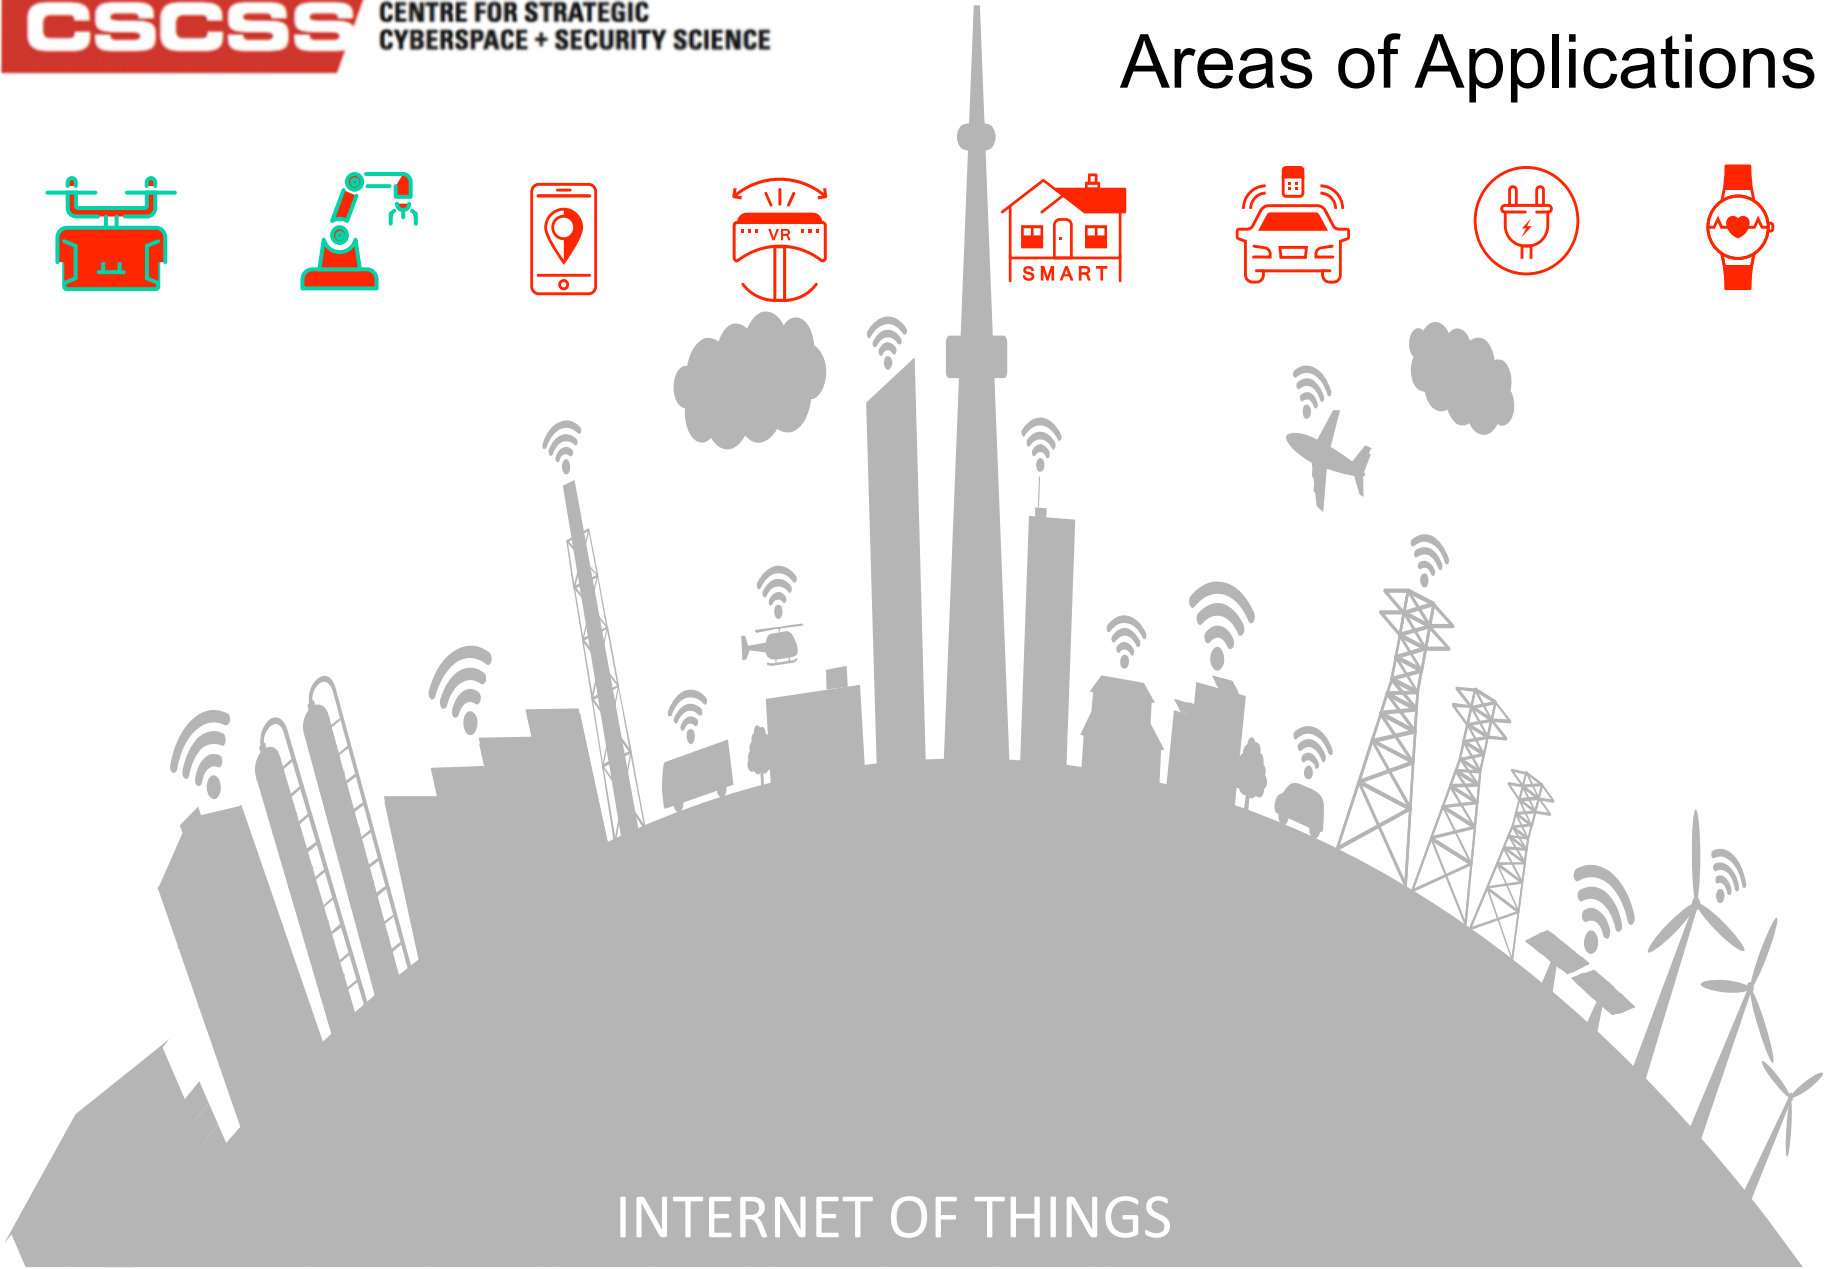 CSCSS
CENTRE FOR STRATEGIC
CYBERSPACE + SECURITY SCIENCE
Areas of Applications
VR
SMART
INTERNET OF THINGS